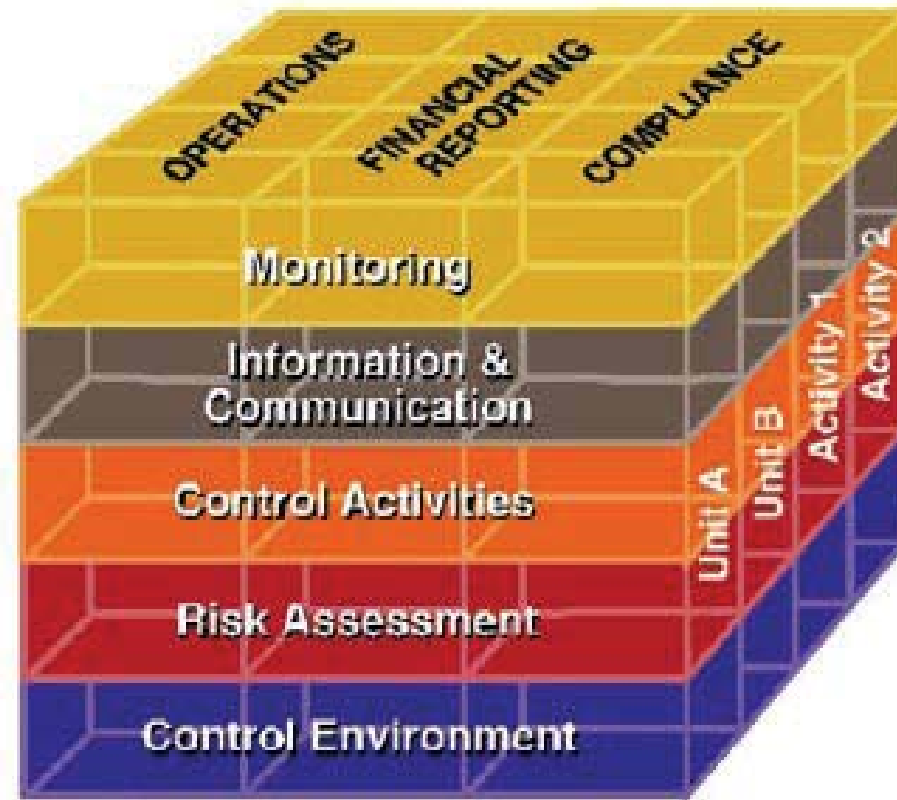 OPERATIONS
FINANCIAL
REPORTING
COMPLIANCE
Monitoring
Information &
Communication
Control Activities
Risk Assessment
Control Environment
Unit A
Unit B
Activity 1
Activity 2